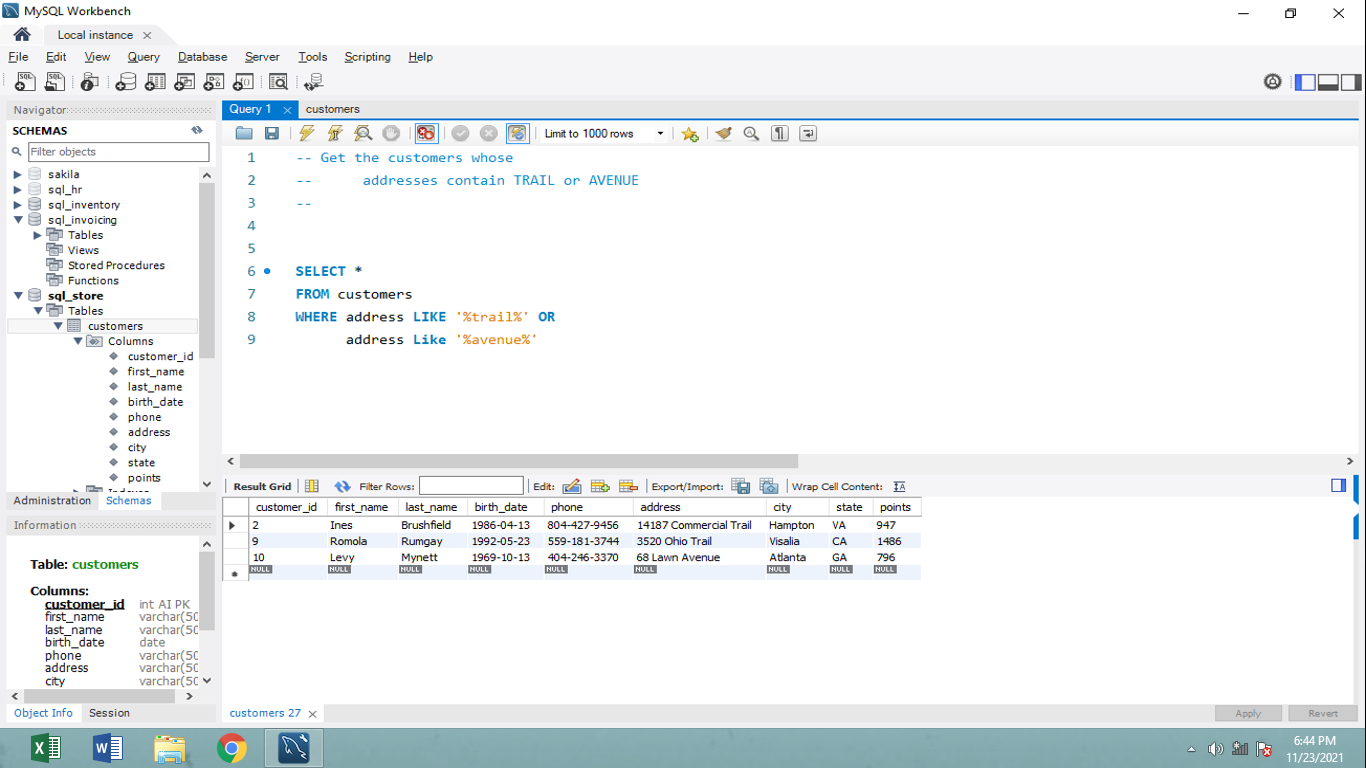 MySQL Workbench
Local instance
File Edit View Query Database Server Tools Scripting Help
Navigator
SCHEMAS
Filter objects
sakila
sql_hr
sql_inventory
sql_invoicing
Tables
Views
Stored Procedures
Functions
sql_store
Tables
customers
Columns
customer_id
first_name
last_name
birth_date
phone
address
city
state
points
Administration Schemas
Information
Table: customers
Columns:
customer_id int AI PK
first_name varchar(50
last_name varchar(50
birth_date date
phone varchar(50
address varchar(50
city varchar(50
Object Info Session
Query 1 customers
Limit to 1000 rows
1 -- Get the customers whose
2 --      addresses contain TRAIL or AVENUE
3 --
4
5
6 SELECT *
7 FROM customers
8 WHERE address LIKE '%trail%' OR
9       address Like '%avenue%'
Result Grid Filter Rows: Edit: Export/Import: Wrap Cell Content:
customer_id first_name last_name birth_date phone address city state points
2 Ines Brushfield 1986-04-13 804-427-9456 14187 Commercial Trail Hampton VA 947
9 Romola Rumgay 1992-05-23 559-181-3744 3520 Ohio Trail Visalia CA 1486
10 Levy Mynett 1969-10-13 404-246-3370 68 Lawn Avenue Atlanta GA 796
NULL NULL NULL NULL NULL NULL NULL NULL NULL
customers 27
Apply Revert
6:44 PM
11/23/2021